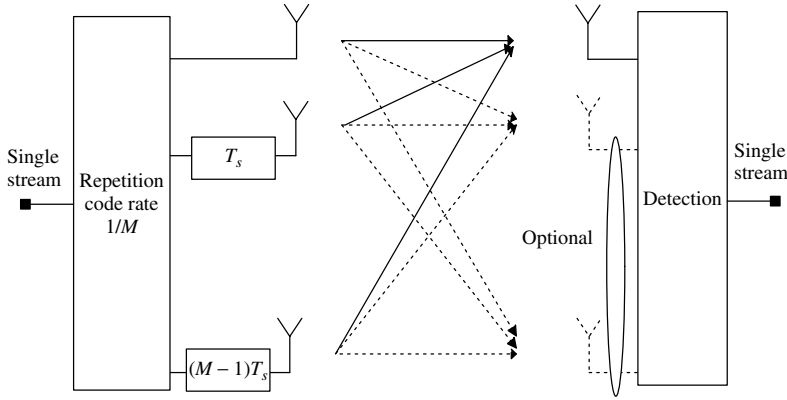 Single
stream
Repetition
code rate
1/M
T_s
(M − 1)T_s
Optional
Detection
Single
stream